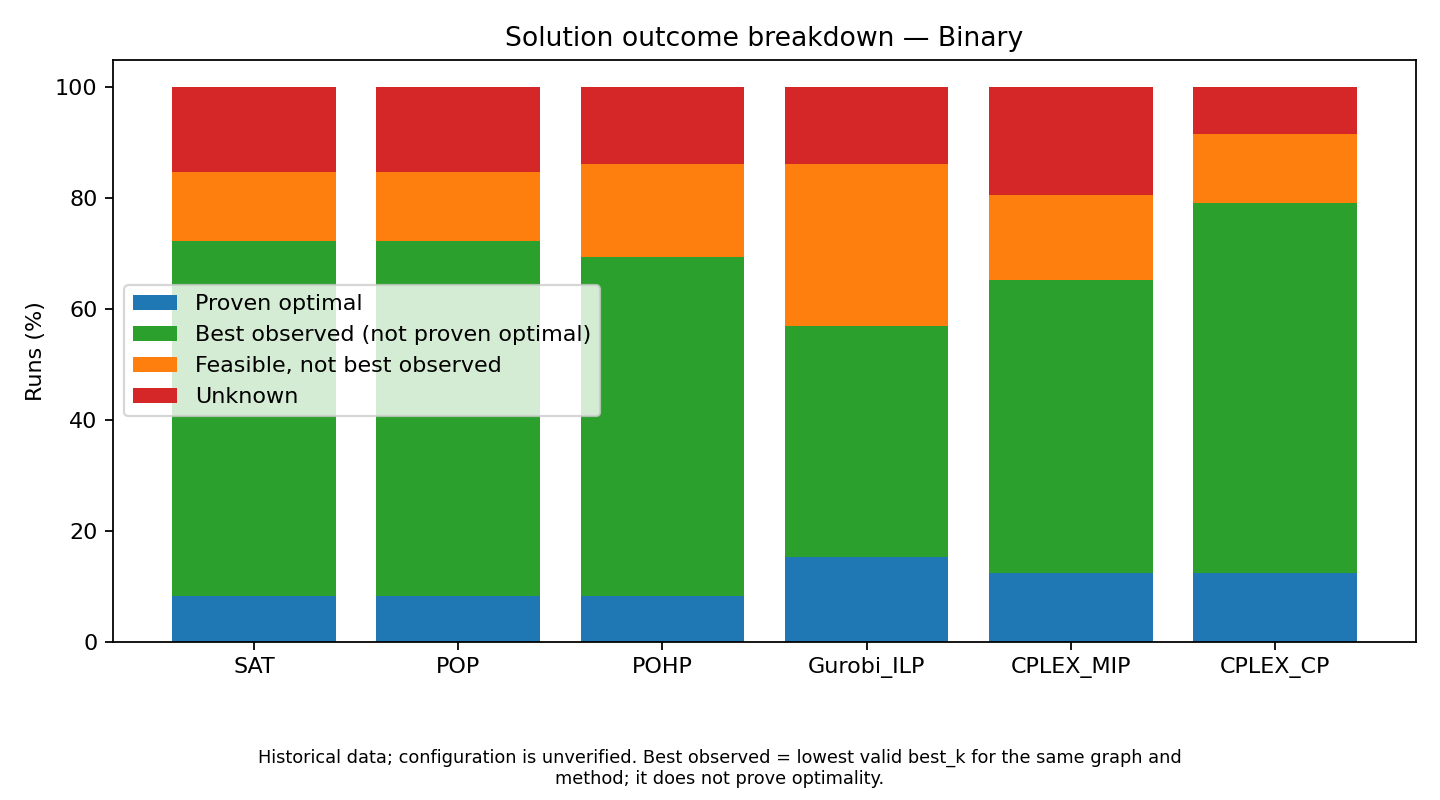 Solution outcome breakdown — Binary
100
80
60
40
20
0
Runs (%)
Proven optimal
Best observed (not proven optimal)
Feasible, not best observed
Unknown
SAT POP POHP Gurobi_ILP CPLEX_MIP CPLEX_CP
Historical data; configuration is unverified. Best observed = lowest valid best_k for the same graph and
method; it does not prove optimality.